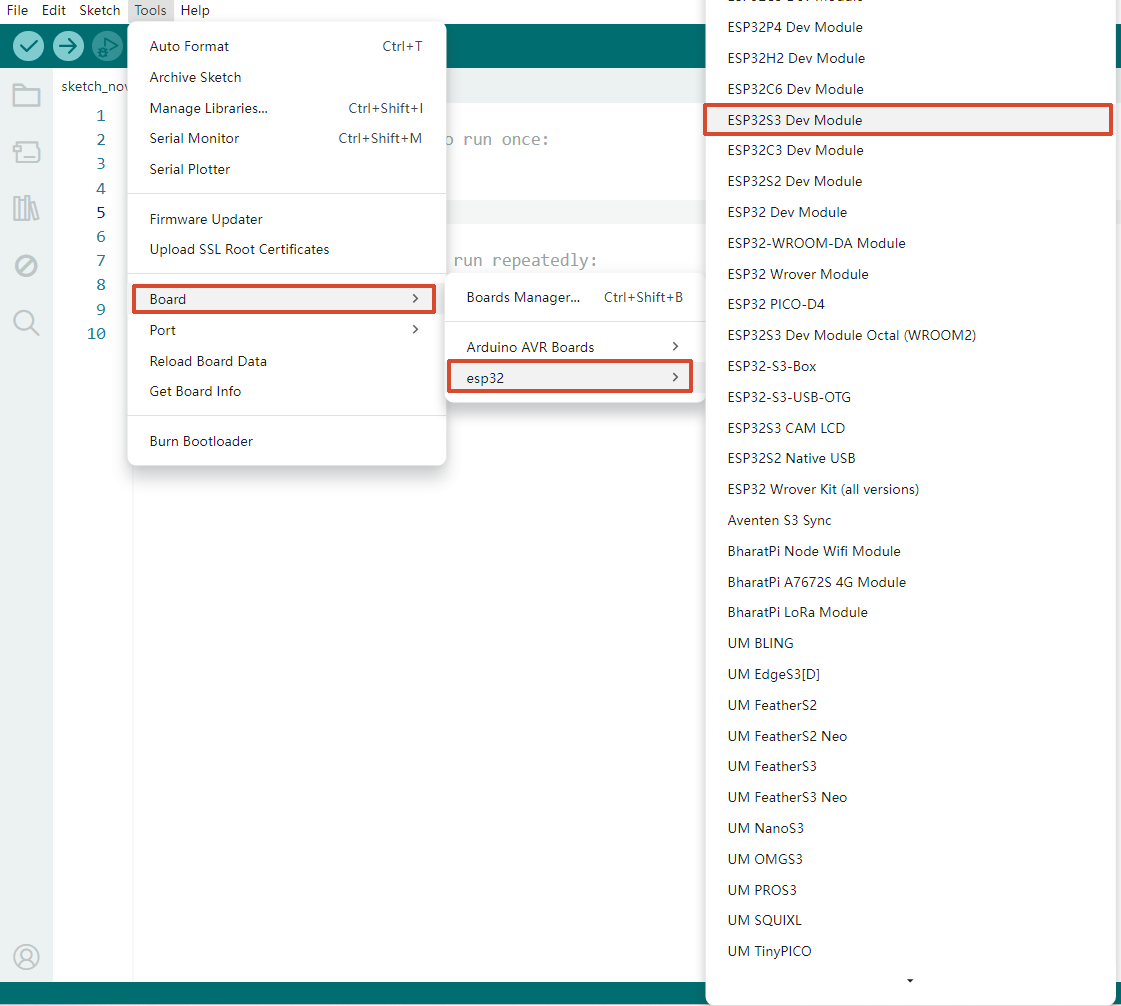 File Edit Sketch Tools Help
sketch_nov
1
2
3
4
5
6
7
8
9
10
run once:
run repeatedly:
Auto Format Ctrl+T
Archive Sketch
Manage Libraries... Ctrl+Shift+I
Serial Monitor Ctrl+Shift+M
Serial Plotter
Firmware Updater
Upload SSL Root Certificates
Board
Port
Reload Board Data
Get Board Info
Burn Bootloader
Boards Manager... Ctrl+Shift+B
Arduino AVR Boards
esp32
ESP32P4 Dev Module
ESP32H2 Dev Module
ESP32C6 Dev Module
ESP32S3 Dev Module
ESP32C3 Dev Module
ESP32S2 Dev Module
ESP32 Dev Module
ESP32-WROOM-DA Module
ESP32 Wrover Module
ESP32 PICO-D4
ESP32S3 Dev Module Octal (WROOM2)
ESP32-S3-Box
ESP32-S3-USB-OTG
ESP32S3 CAM LCD
ESP32S2 Native USB
ESP32 Wrover Kit (all versions)
Aventen S3 Sync
BharatPi Node Wifi Module
BharatPi A7672S 4G Module
BharatPi LoRa Module
UM BLING
UM EdgeS3[D]
UM FeatherS2
UM FeatherS2 Neo
UM FeatherS3
UM FeatherS3 Neo
UM NanoS3
UM OMGS3
UM PROS3
UM SQUIXL
UM TinyPICO